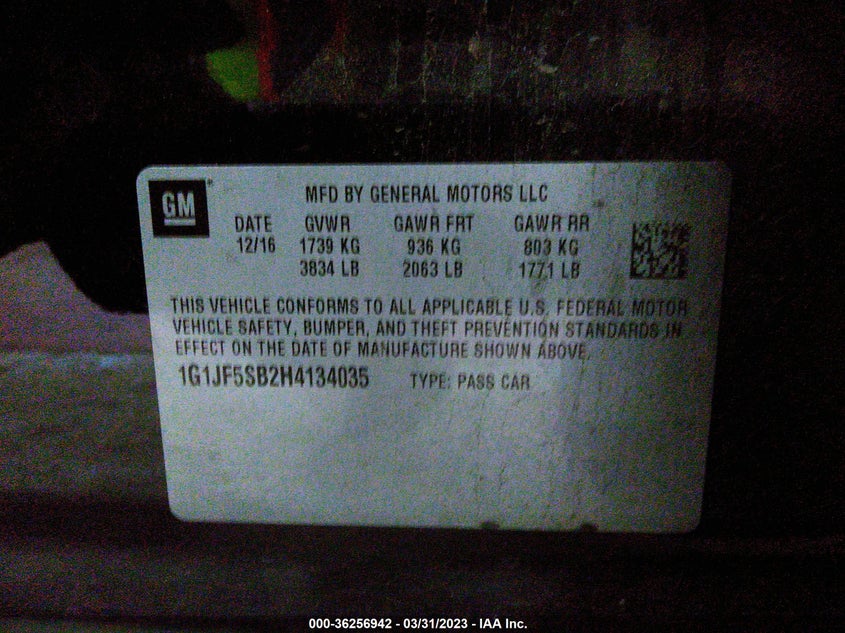 GM
MFD BY GENERAL MOTORS LLC
DATE GVWR GAWR FRT GAWR RR
12/16 1739 KG 936 KG 803 KG
3834 LB 2063 LB 1771 LB
THIS VEHICLE CONFORMS TO ALL APPLICABLE U.S. FEDERAL MOTOR
VEHICLE SAFETY, BUMPER, AND THEFT PREVENTION STANDARDS IN
EFFECT ON THE DATE OF MANUFACTURE SHOWN ABOVE.
1G1JF5SB2H4134035 TYPE: PASS CAR
000-36256942 - 03/31/2023 - IAA Inc.